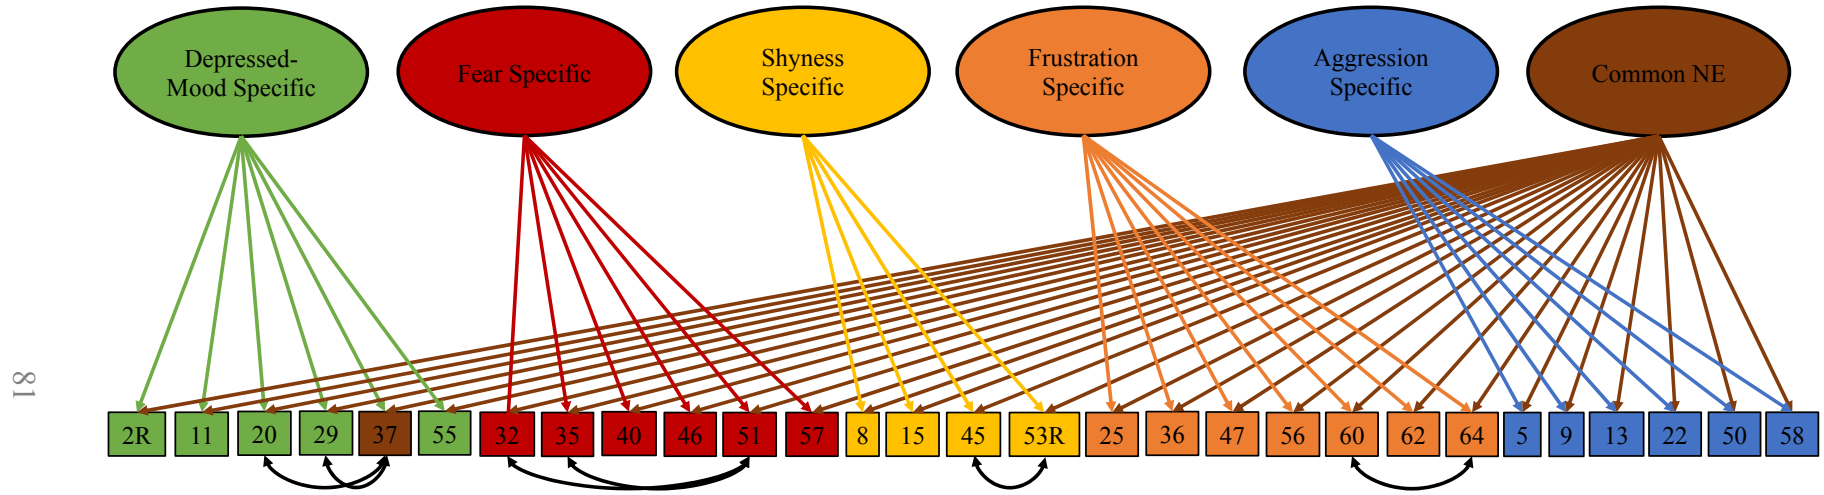 Depressed-
Mood Specific
Fear Specific
Shyness
Specific
Frustration
Specific
Aggression
Specific
Common NE
2R 11 20 29 37 55 32 35 40 46 51 57 8 15 45 53R 25 36 47 56 60 62 64 5 9 13 22 50 58
81